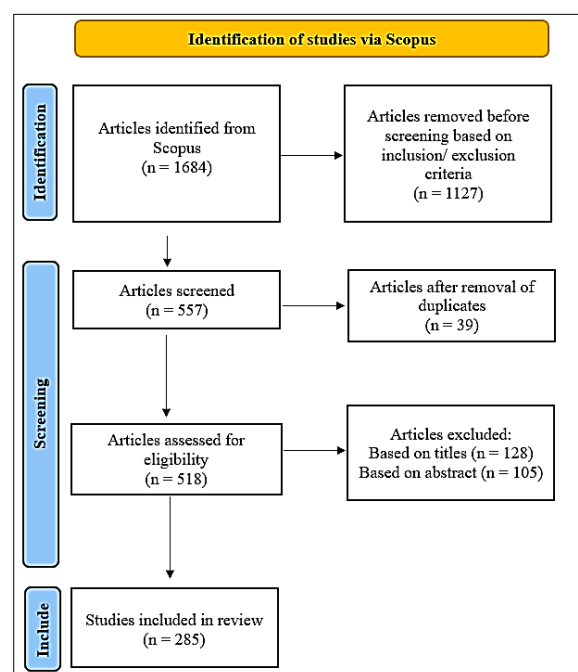 Identification of studies via Scopus
Identification
Articles identified from
Scopus
(n = 1684)
Articles removed before
screening based on
inclusion/ exclusion
criteria
(n = 1127)
Screening
Articles screened
(n = 557)
Articles after removal of
duplicates
(n = 39)
Articles assessed for
eligibility
(n = 518)
Articles excluded:
Based on titles (n = 128)
Based on abstract (n = 105)
Include
Studies included in review
(n = 285)